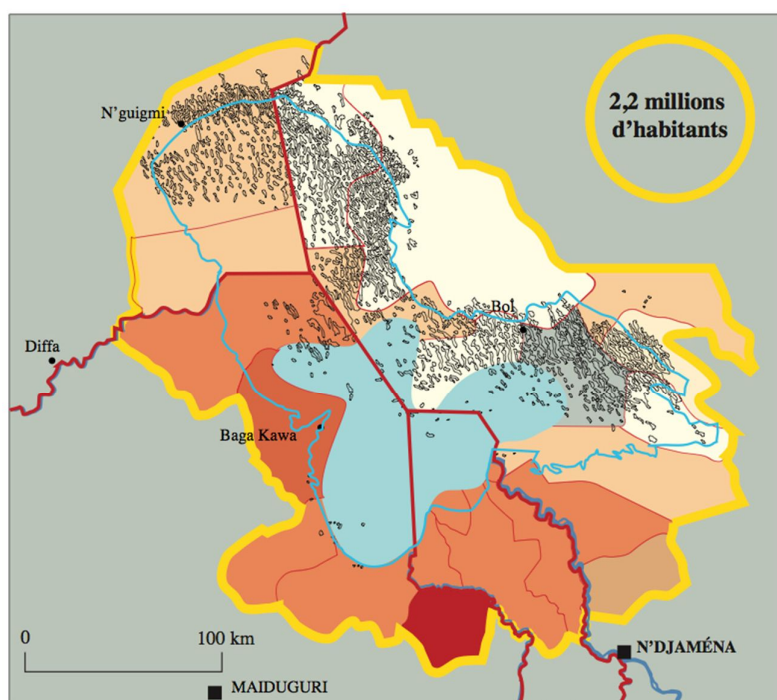 2,2 millions
d'habitants
N'guigmi
Bol
Diffa
Baga Kawa
0 100 km
N'DJAMÉNA
MAIDUGURI